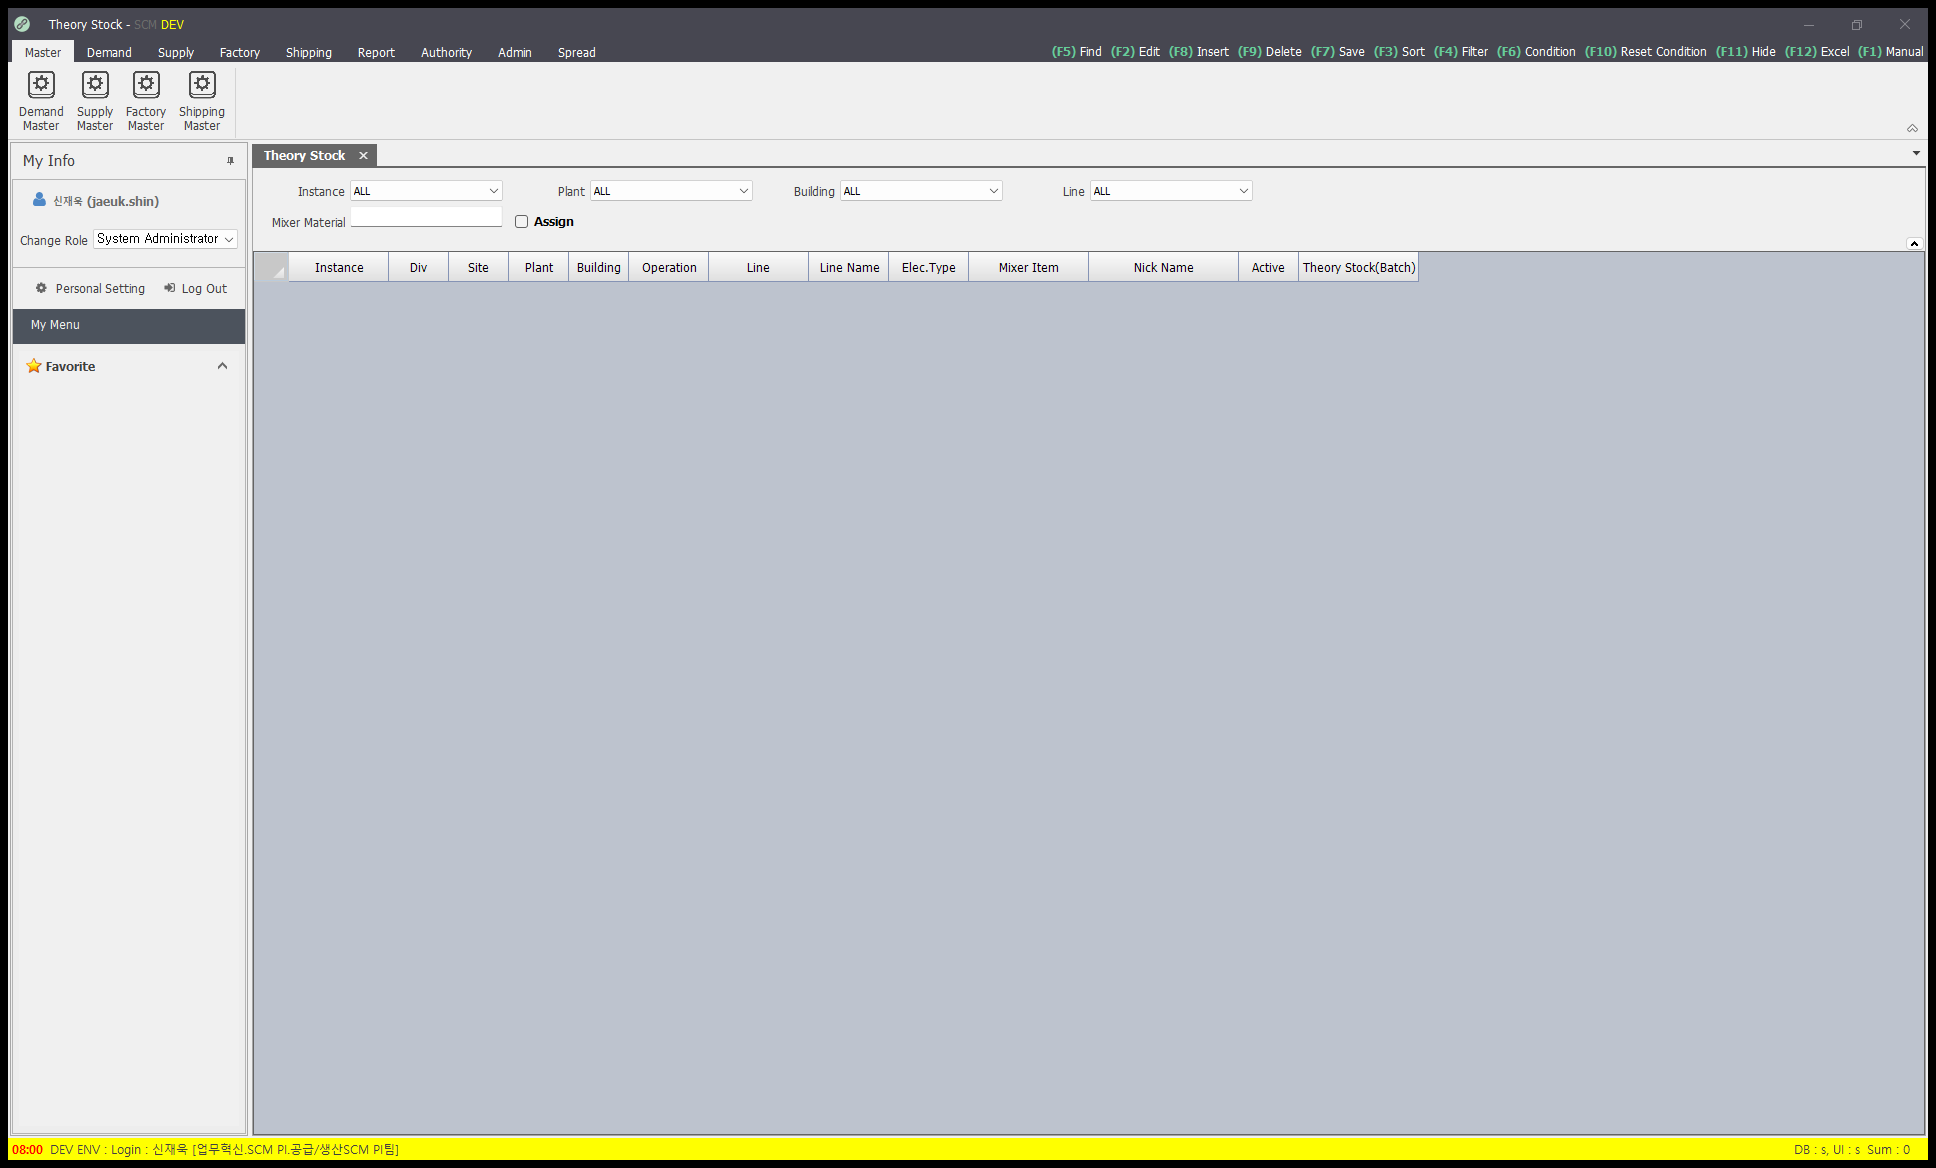 Theory Stock - SCM DEV
Master Demand Supply Factory Shipping Report Authority Admin Spread (F5) Find (F2) Edit (F8) Insert (F9) Delete (F7) Save (F3) Sort (F4) Filter (F6) Condition (F10) Reset Condition (F11) Hide (F12) Excel (F1) Manual
Demand Master
Supply Master
Factory Master
Shipping Master
My Info
신재욱 (jaeuk.shin)
Change Role System Administrator
Personal Setting Log Out
My Menu
Favorite
Theory Stock
Instance ALL Plant ALL Building ALL Line ALL
Mixer Material Assign
Instance Div Site Plant Building Operation Line Line Name Elec.Type Mixer Item Nick Name Active Theory Stock(Batch)
08:00 DEV ENV : Login : 신재욱 [업무혁신.SCM PI.공급/생산SCM PI팀] DB : s, UI : s Sum : 0